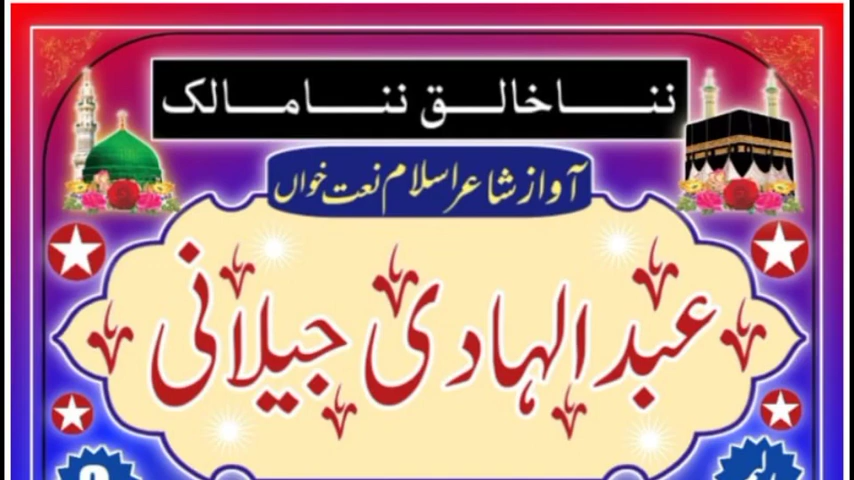 ننا خالق ننا مالک
آواز شاعر اسلام نعت خواں
عبدالہادی جیلانی